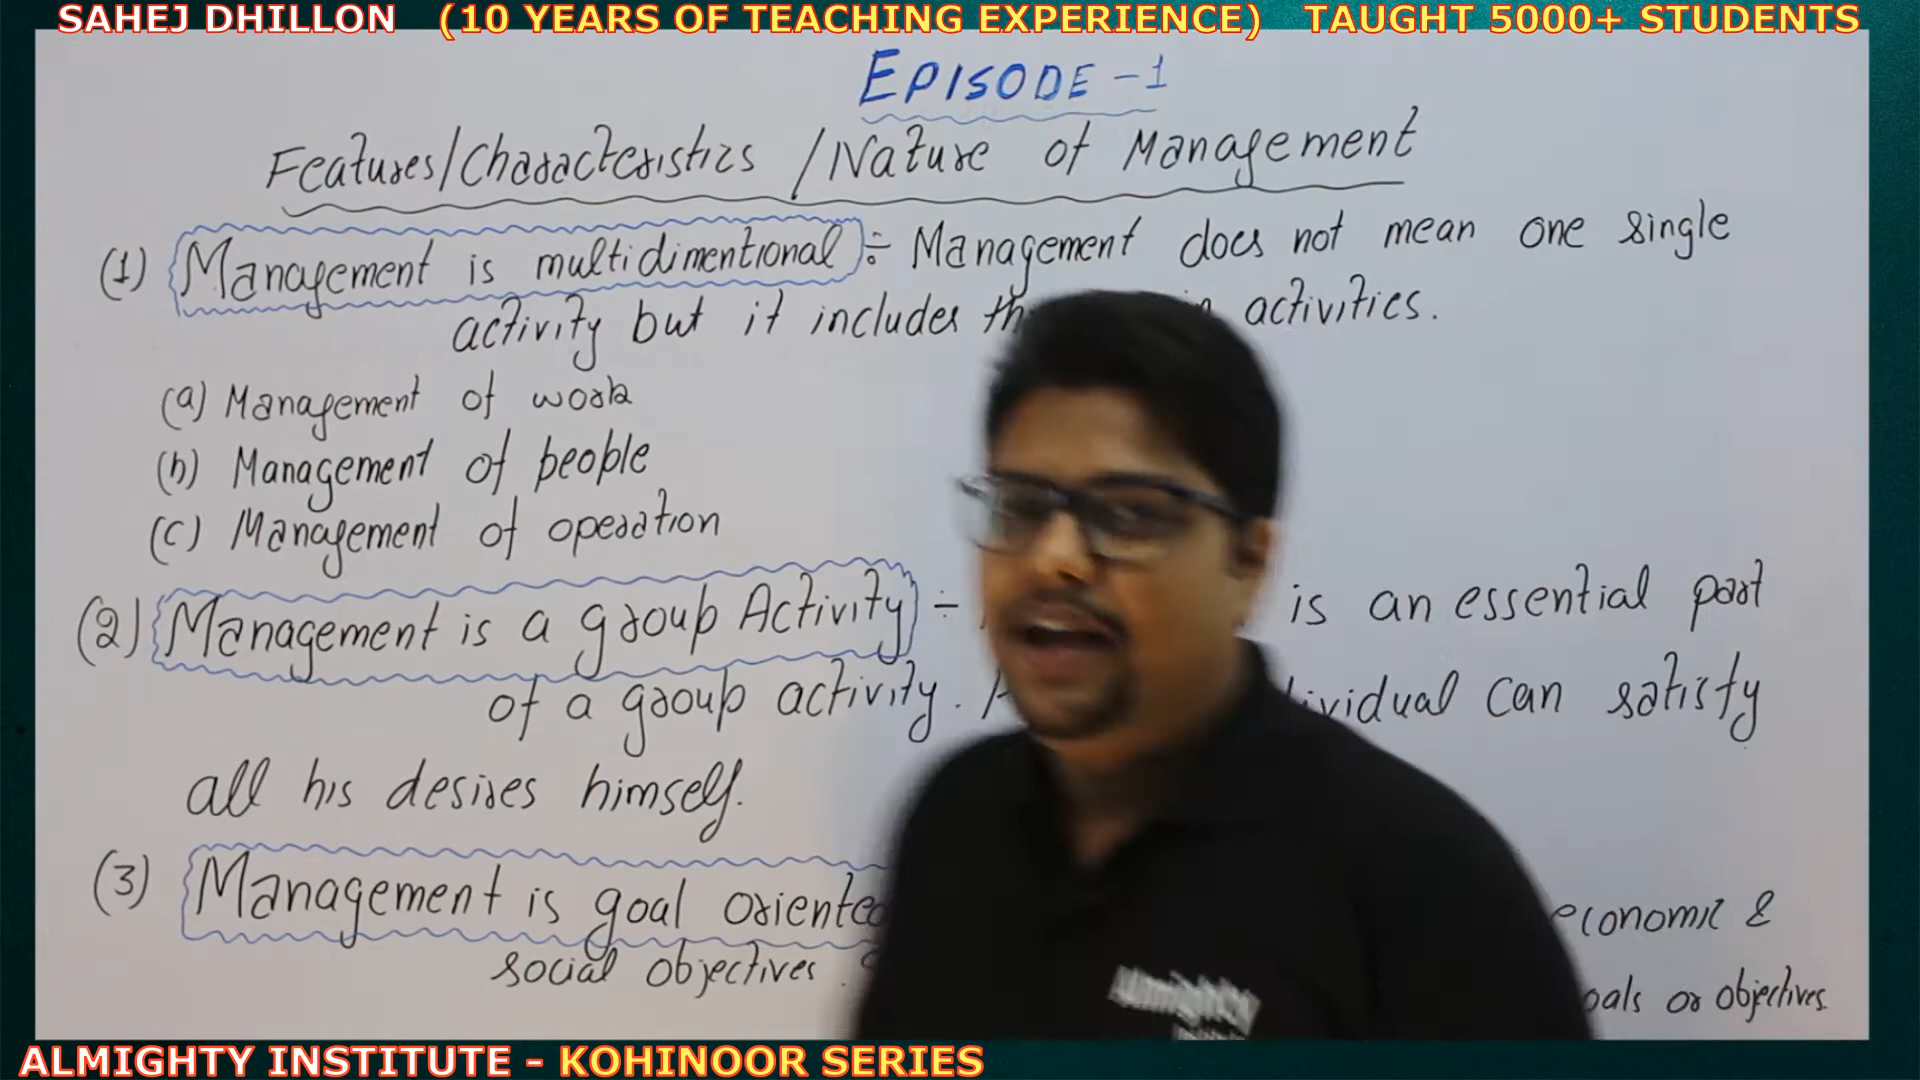 SAHEJ DHILLON (10 YEARS OF TEACHING EXPERIENCE) TAUGHT 5000+ STUDENTS
EPISODE-1
Features/Characteristics /Nature of Management
(1) Management is multidimentional ÷ Management does not mean one single
activity but it includes activities.
(a) Management of work
(b) Management of people
(c) Management of operation
(2) Management is a group Activity ÷ is an essential part
of a group activity. can satisfy
all his desires himself.
(3) Management is goal economic &
social objectives or objectives.
ALMIGHTY INSTITUTE - KOHINOOR SERIES